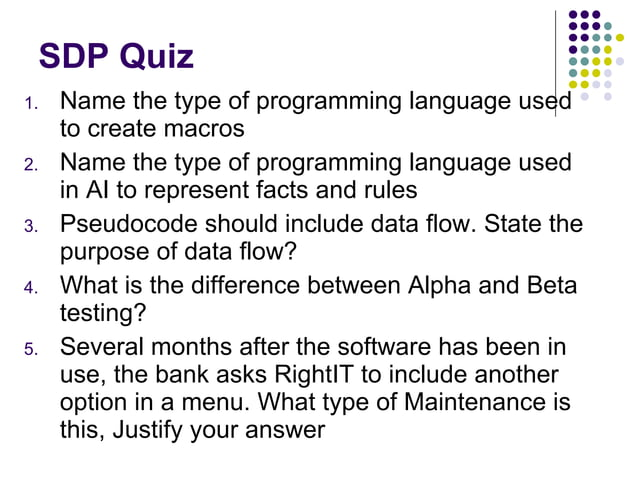 SDP Quiz
1. Name the type of programming language used
to create macros
2. Name the type of programming language used
in AI to represent facts and rules
3. Pseudocode should include data flow. State the
purpose of data flow?
4. What is the difference between Alpha and Beta
testing?
5. Several months after the software has been in
use, the bank asks RightIT to include another
option in a menu. What type of Maintenance is
this, Justify your answer